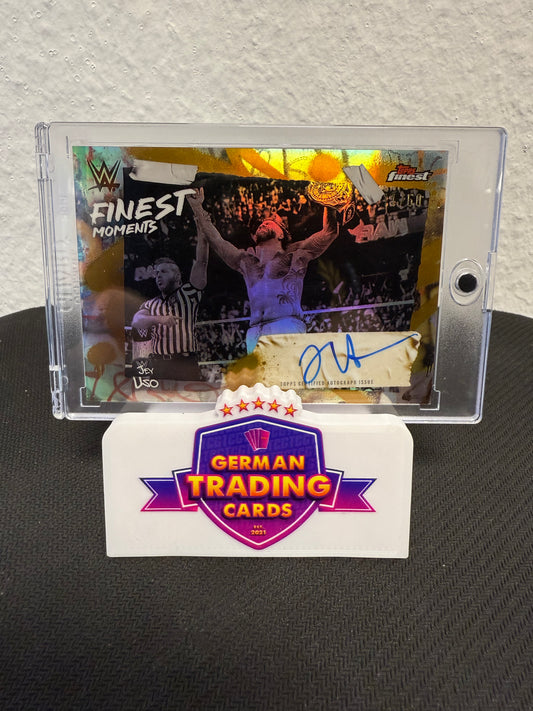 W
FINEST
MOMENTS
TOPPS
finest
RAW
JEY
USO
TOPPS CERTIFIED AUTOGRAPH ISSUE
GERMAN
TRADING
CARDS
EST.
2021